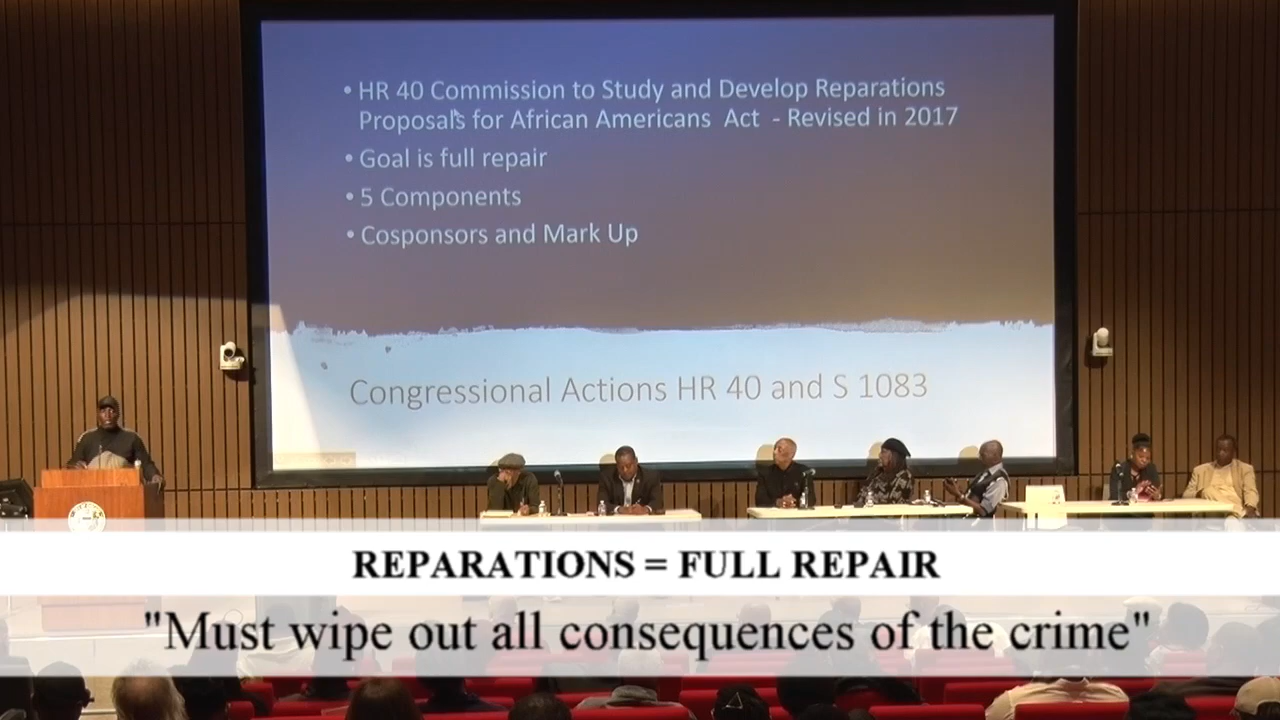 • HR 40 Commission to Study and Develop Reparations
Proposals for African Americans Act - Revised in 2017
• Goal is full repair
• 5 Components
• Cosponsors and Mark Up
Congressional Actions HR 40 and S 1083
REPARATIONS = FULL REPAIR
"Must wipe out all consequences of the crime"